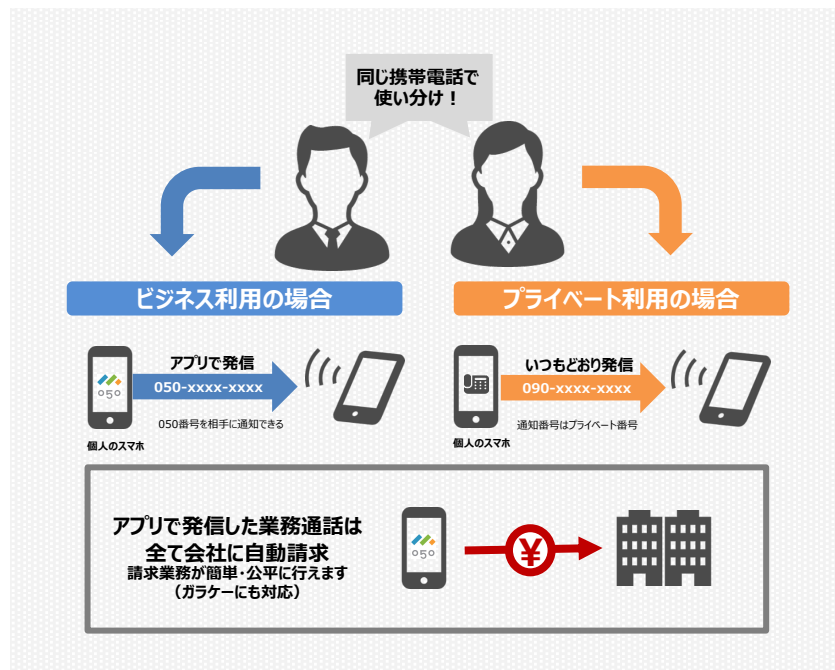 同じ携帯電話で
使い分け！
ビジネス利用の場合
プライベート利用の場合
アプリで発信
050-xxxx-xxxx
050
050番号を相手に通知できる
個人のスマホ
いつもどおり発信
090-xxxx-xxxx
通知番号はプライベート番号
個人のスマホ
アプリで発信した業務通話は
全て会社に自動請求
請求業務が簡単・公平に行えます
（ガラケーにも対応）
050
¥